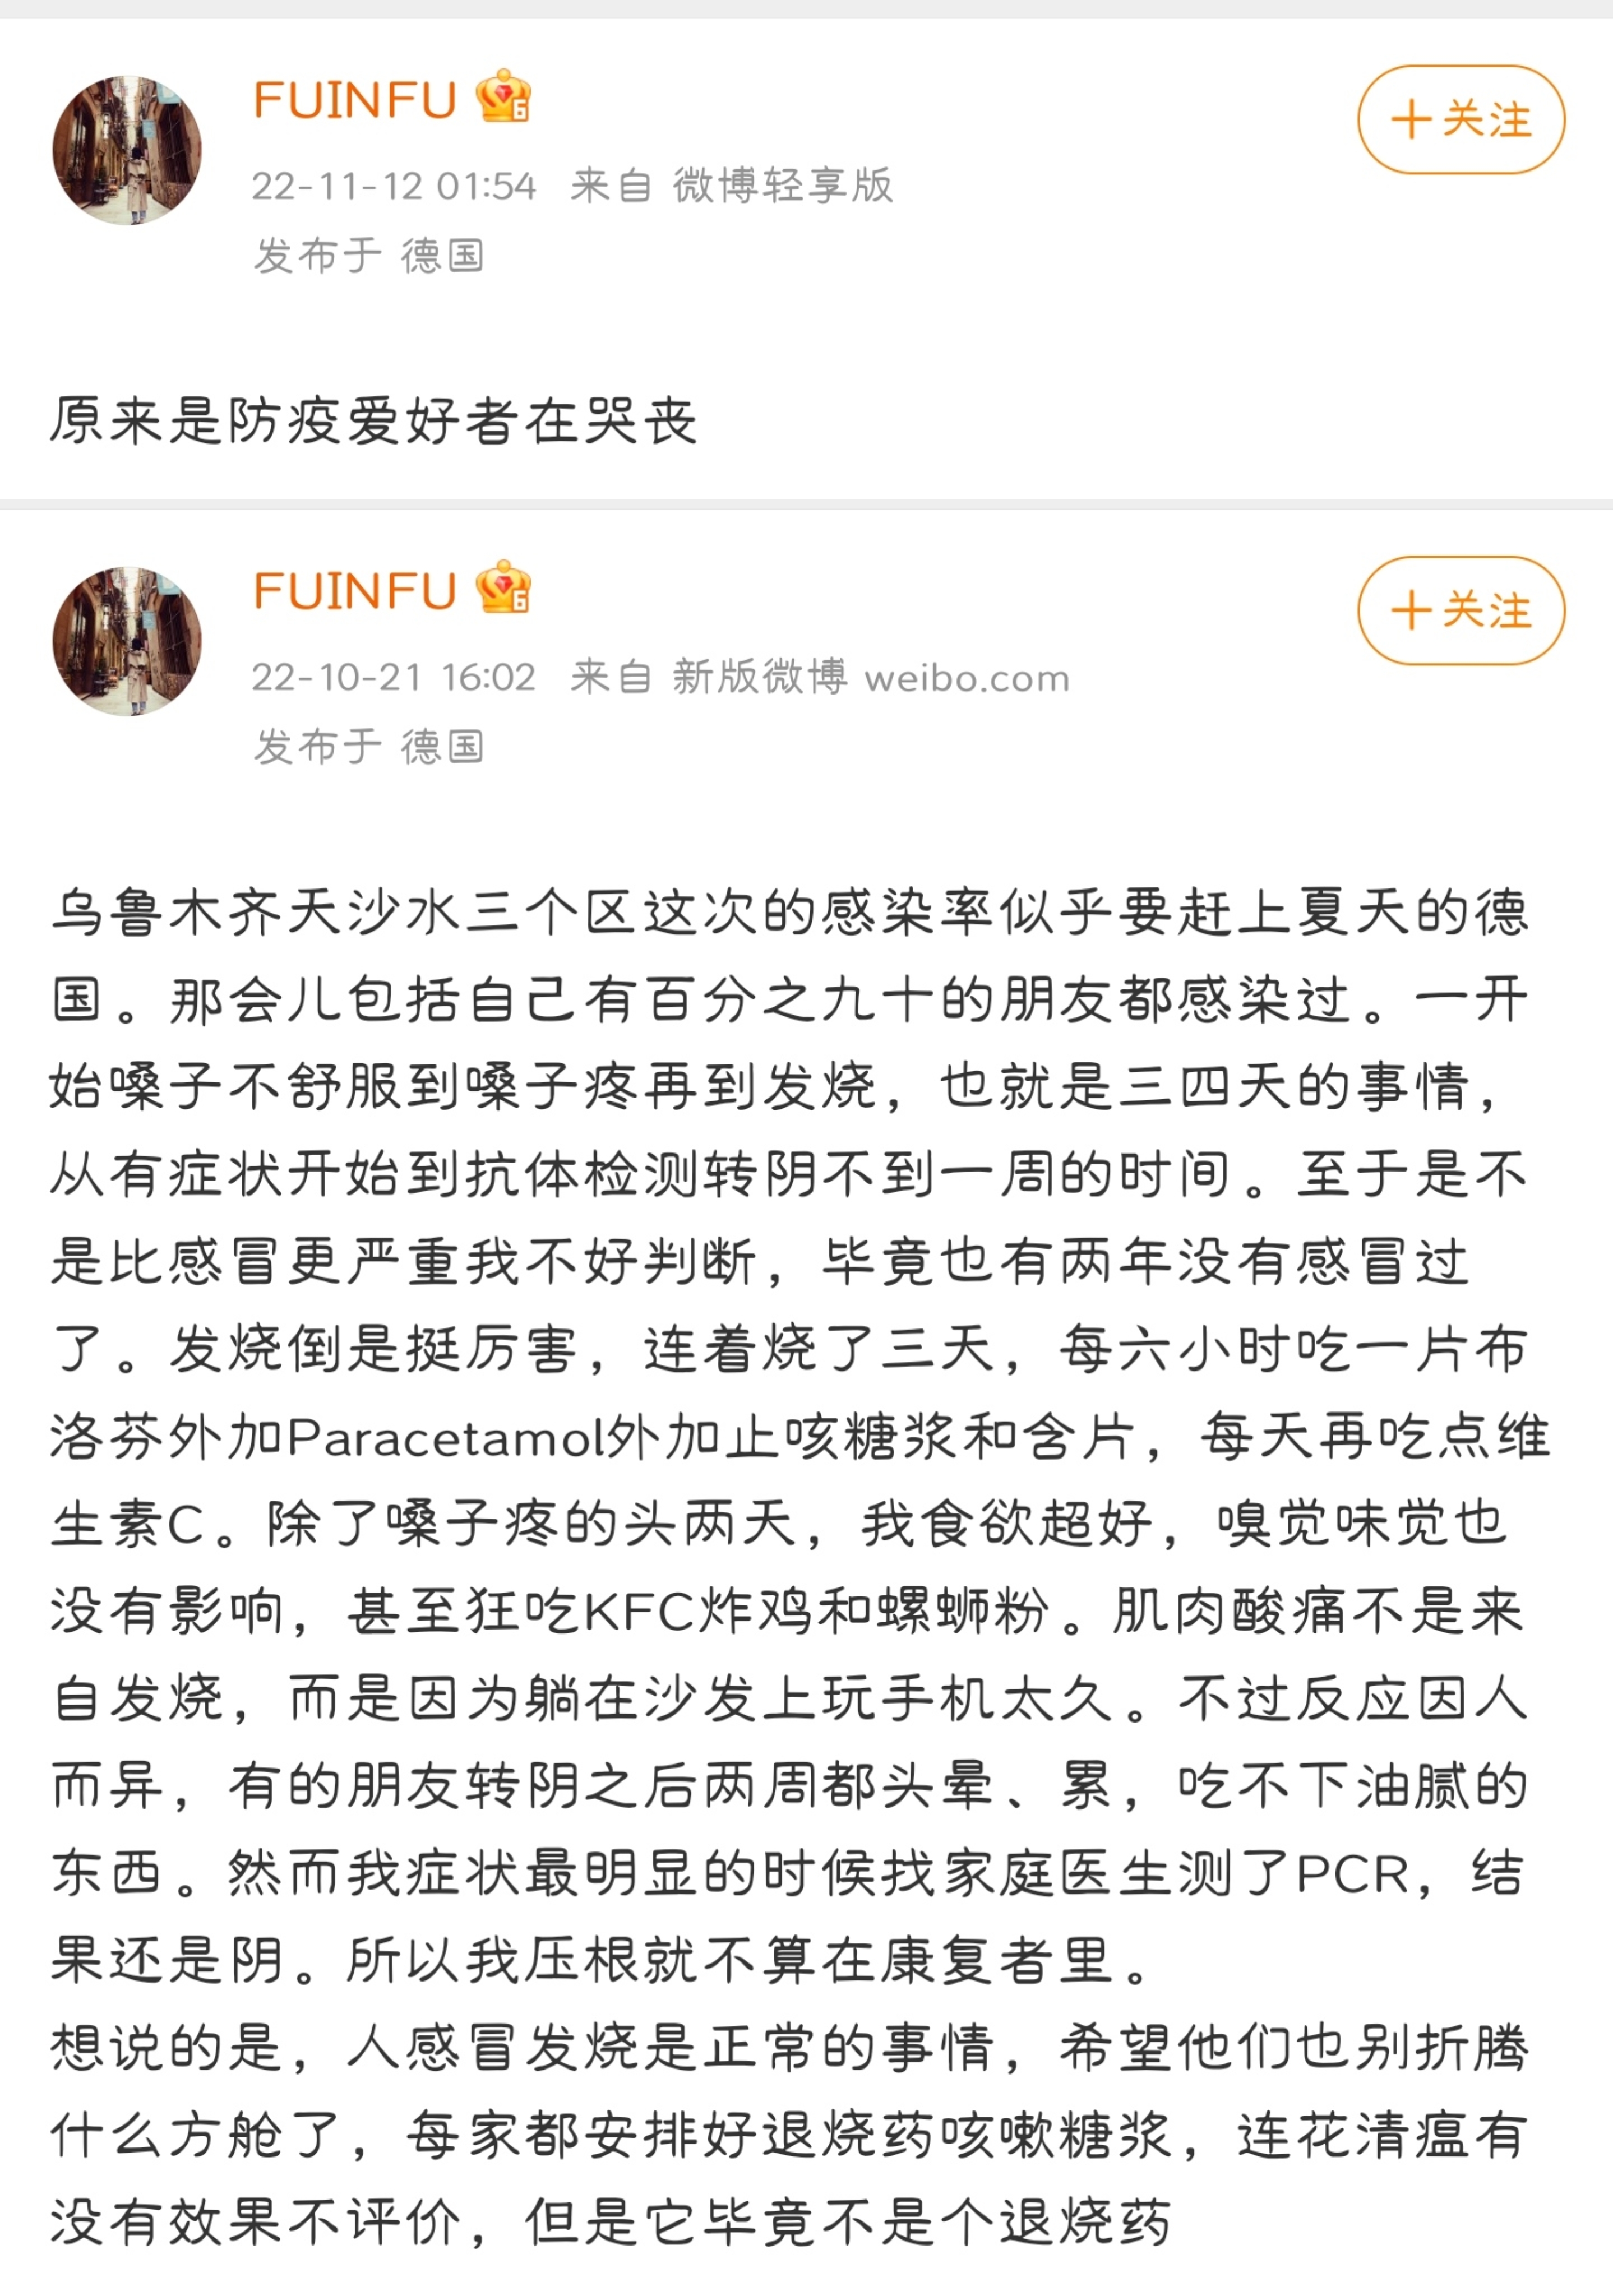 FUINFU 6
+关注
22-11-12 01:54 来自 微博轻享版
发布于 德国
原来是防疫爱好者在哭丧
FUINFU 6
+关注
22-10-21 16:02 来自 新版微博 weibo.com
发布于 德国
乌鲁木齐天沙水三个区这次的感染率似乎要赶上夏天的德
国。那会儿包括自己有百分之九十的朋友都感染过。一开
始嗓子不舒服到嗓子疼再到发烧，也就是三四天的事情，
从有症状开始到抗体检测转阴不到一周的时间。至于是不
是比感冒更严重我不好判断，毕竟也有两年没有感冒过
了。发烧倒是挺厉害，连着烧了三天，每六小时吃一片布
洛芬外加Paracetamol外加止咳糖浆和含片，每天再吃点维
生素C。除了嗓子疼的头两天，我食欲超好，嗅觉味觉也
没有影响，甚至狂吃KFC炸鸡和螺蛳粉。肌肉酸痛不是来
自发烧，而是因为躺在沙发上玩手机太久。不过反应因人
而异，有的朋友转阴之后两周都头晕、累，吃不下油腻的
东西。然而我症状最明显的时候找家庭医生测了PCR，结
果还是阴。所以我压根就不算在康复者里。
想说的是，人感冒发烧是正常的事情，希望他们也别折腾
什么方舱了，每家都安排好退烧药咳嗽糖浆，连花清瘟有
没有效果不评价，但是它毕竟不是个退烧药